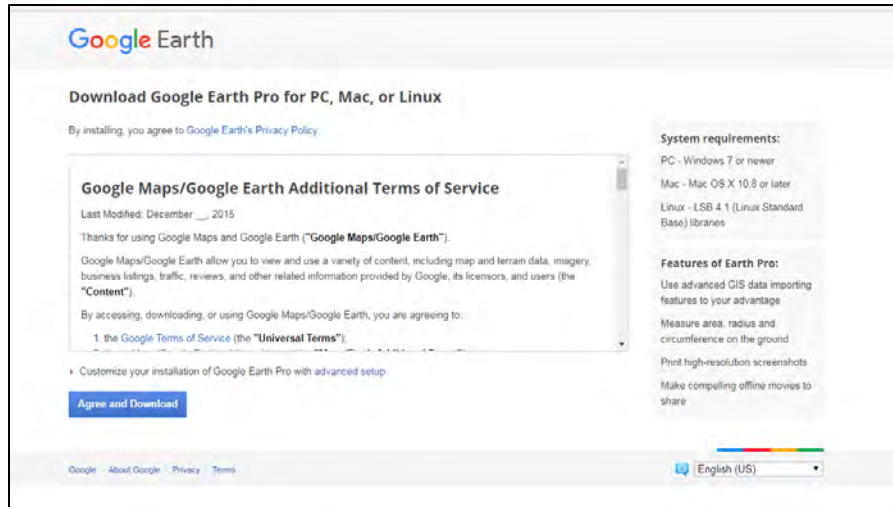 Google Earth
Download Google Earth Pro for PC, Mac, or Linux
By installing, you agree to Google Earth's Privacy Policy.
Google Maps/Google Earth Additional Terms of Service
Last Modified: December __, 2015
Thanks for using Google Maps and Google Earth ("Google Maps/Google Earth").
Google Maps/Google Earth allow you to view and use a variety of content, including map and terrain data, imagery,
business listings, traffic, reviews, and other related information provided by Google, its licensors, and users (the
"Content").
By accessing, downloading, or using Google Maps/Google Earth, you are agreeing to:
1. the Google Terms of Service (the "Universal Terms");
Customize your installation of Google Earth Pro with advanced setup.
Agree and Download
System requirements:
PC - Windows 7 or newer
Mac - Mac OS X 10.8 or later
Linux - LSB 4.1 (Linux Standard
Base) libraries
Features of Earth Pro:
Use advanced GIS data importing
features to your advantage
Measure area, radius and
circumference on the ground
Print high-resolution screenshots
Make compelling offline movies to
share
Google About Google Privacy Terms
English (US)